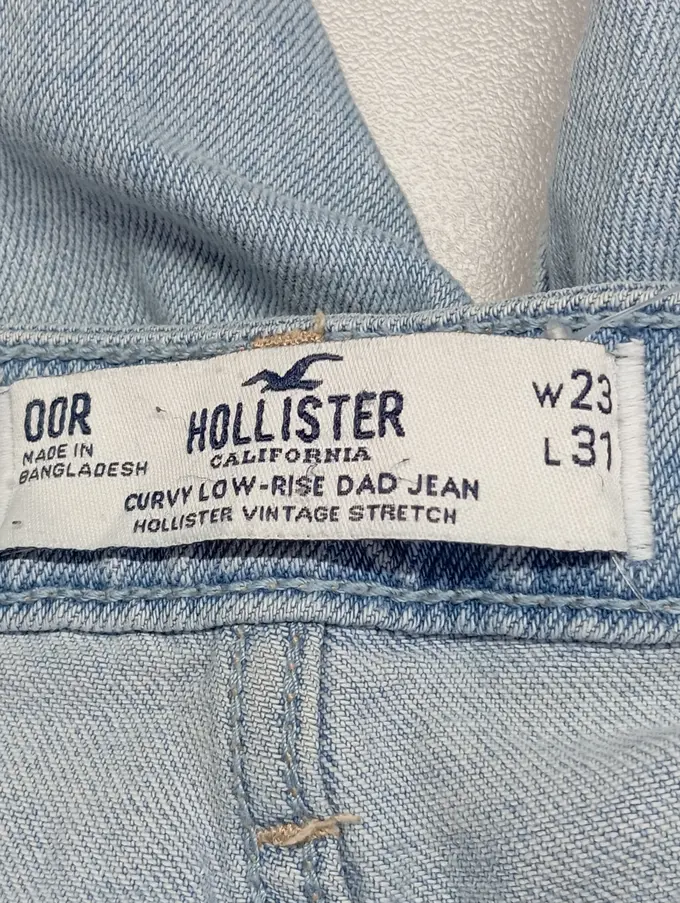 00R
MADE IN
BANGLADESH
HOLLISTER
CALIFORNIA
CURVY LOW-RISE DAD JEAN
HOLLISTER VINTAGE STRETCH
W23
L31